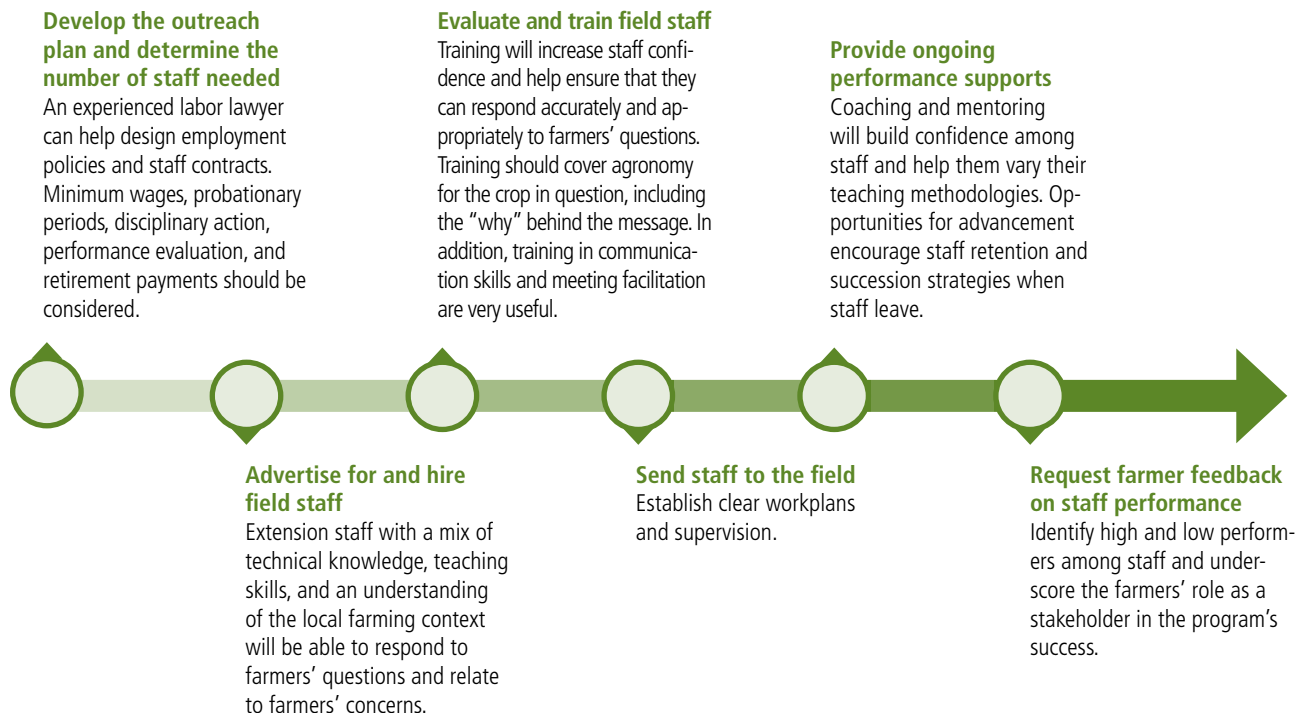 Develop the outreach
plan and determine the
number of staff needed
An experienced labor lawyer
can help design employment
policies and staff contracts.
Minimum wages, probationary
periods, disciplinary action,
performance evaluation, and
retirement payments should be
considered.
Advertise for and hire
field staff
Extension staff with a mix of
technical knowledge, teaching
skills, and an understanding
of the local farming context
will be able to respond to
farmers’ questions and relate
to farmers’ concerns.
Evaluate and train field staff
Training will increase staff confi-
dence and help ensure that they
can respond accurately and ap-
propriately to farmers’ questions.
Training should cover agronomy
for the crop in question, including
the “why” behind the message. In
addition, training in communica-
tion skills and meeting facilitation
are very useful.
Send staff to the field
Establish clear workplans
and supervision.
Provide ongoing
performance supports
Coaching and mentoring
will build confidence among
staff and help them vary their
teaching methodologies. Op-
portunities for advancement
encourage staff retention and
succession strategies when
staff leave.
Request farmer feedback
on staff performance
Identify high and low perform-
ers among staff and under-
score the farmers’ role as a
stakeholder in the program’s
success.